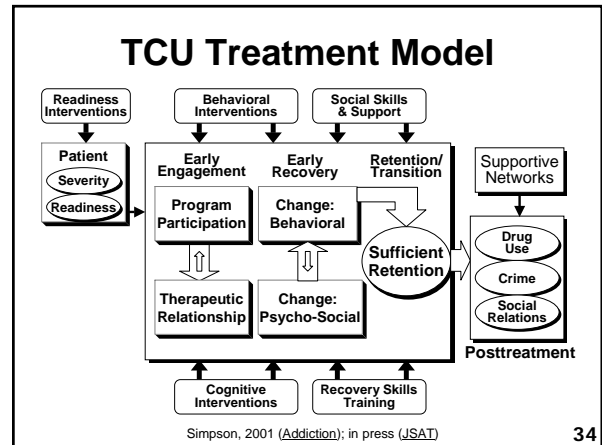 TCU Treatment Model
Readiness
Interventions
Behavioral
Interventions
Social Skills
& Support
Patient
Severity
Readiness
Early
Engagement
Early
Recovery
Retention/
Transition
Program
Participation
Therapeutic
Relationship
Change:
Behavioral
Change:
Psycho-Social
Sufficient
Retention
Supportive
Networks
Drug
Use
Crime
Social
Relations
Posttreatment
Cognitive
Interventions
Recovery Skills
Training
Simpson, 2001 (Addiction); in press (JSAT)
34